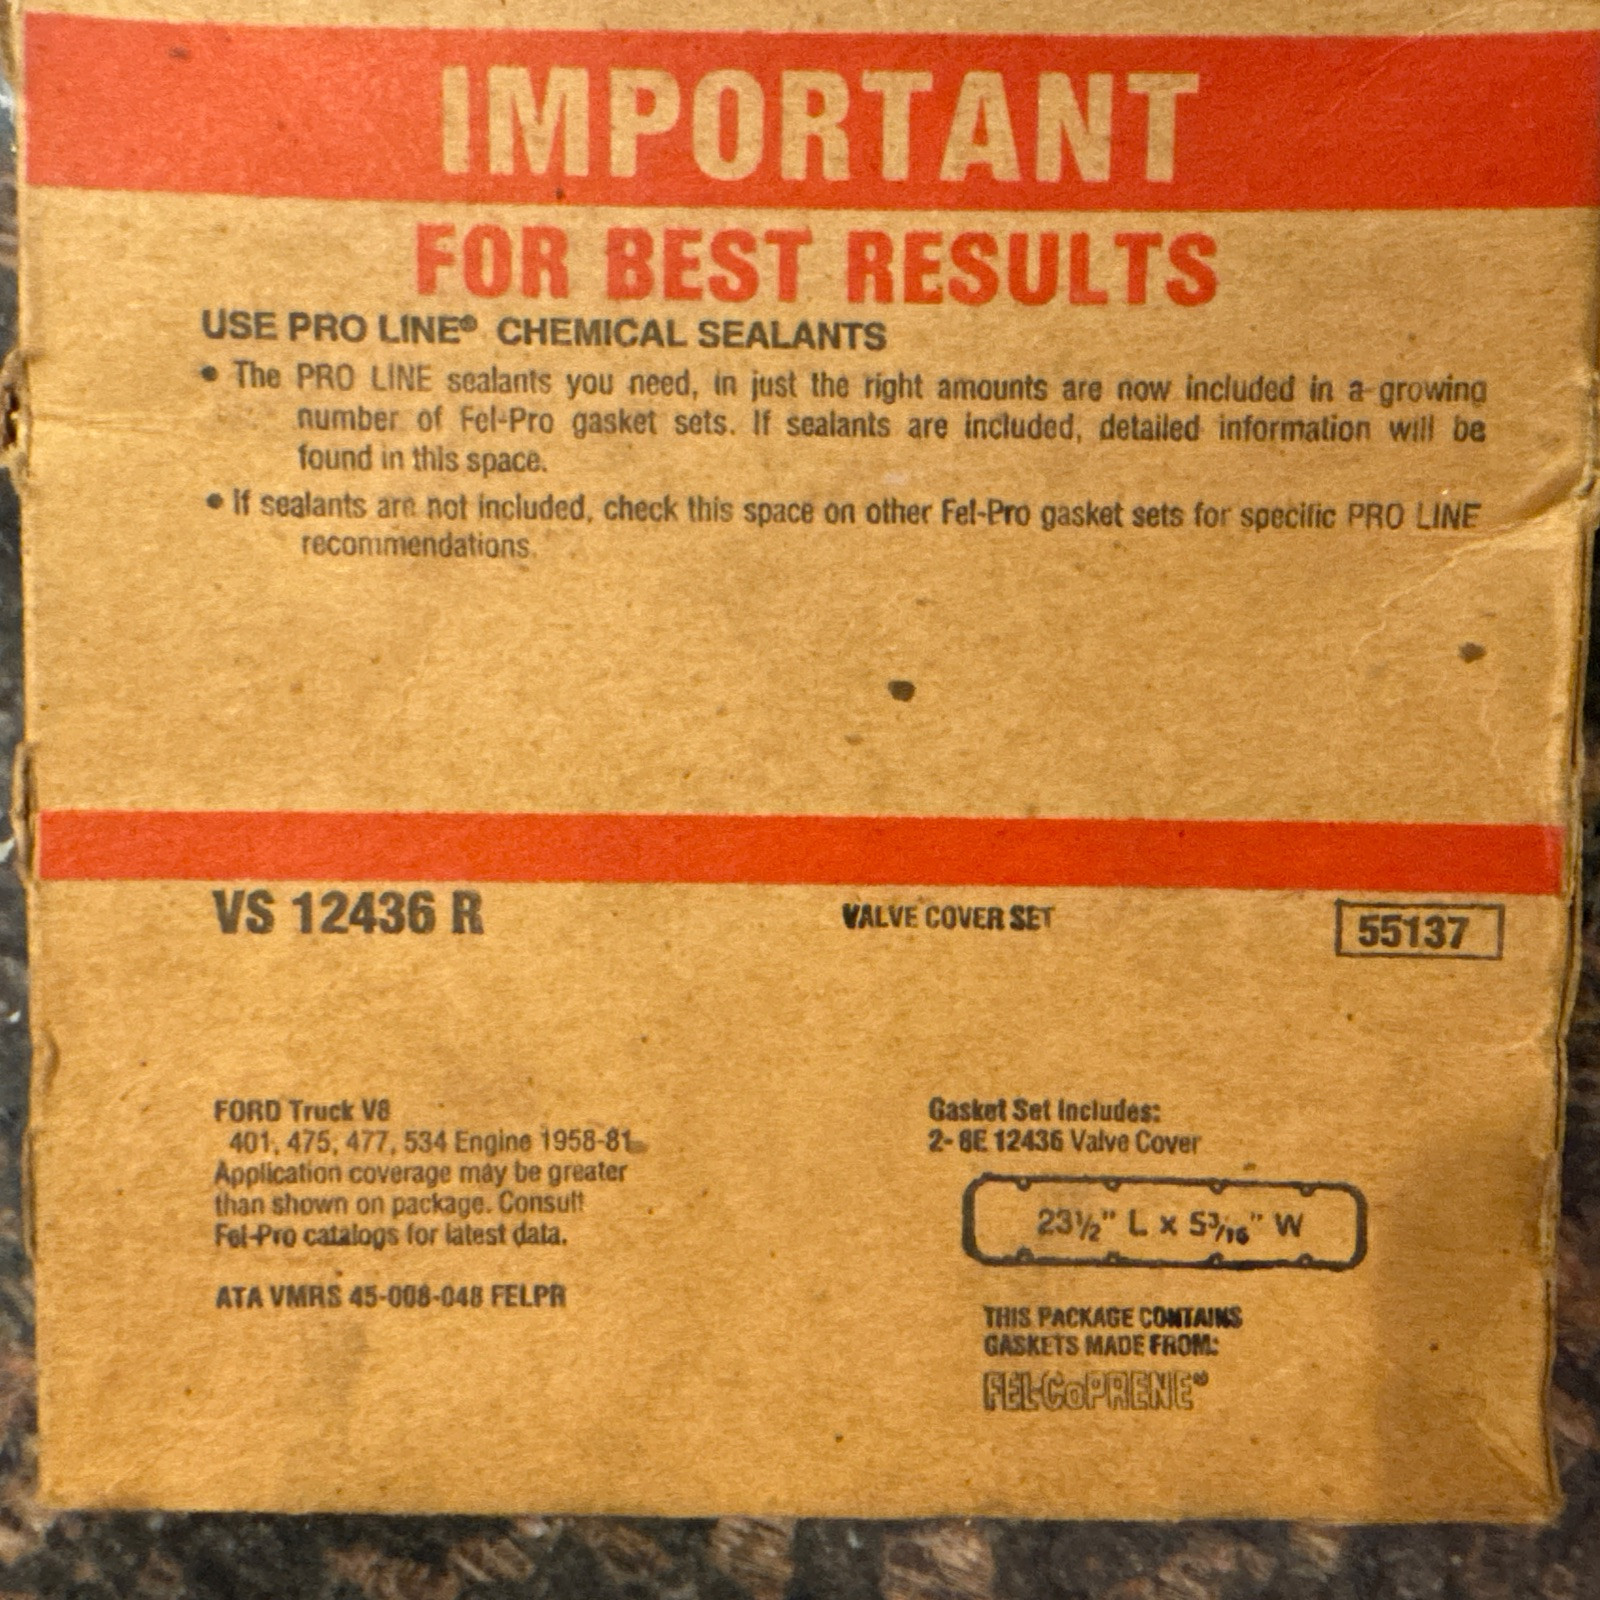 IMPORTANT
FOR BEST RESULTS
USE PRO LINE® CHEMICAL SEALANTS
• The PRO LINE sealants you need, in just the right amounts are now included in a growing
number of Fel-Pro gasket sets. If sealants are included, detailed information will be
found in this space.
• If sealants are not included, check this space on other Fel-Pro gasket sets for specific PRO LINE
recommendations.
VS 12436 R
VALVE COVER SET
55137
FORD Truck V8
401, 475, 477, 534 Engine 1958-81
Application coverage may be greater
than shown on package. Consult
Fel-Pro catalogs for latest data.
ATA VMRS 45-008-048 FELPR
Gasket Set Includes:
2- 8E 12436 Valve Cover
23½" L x 5³⁄₁₆" W
THIS PACKAGE CONTAINS
GASKETS MADE FROM:
FEL-CoPRENE®